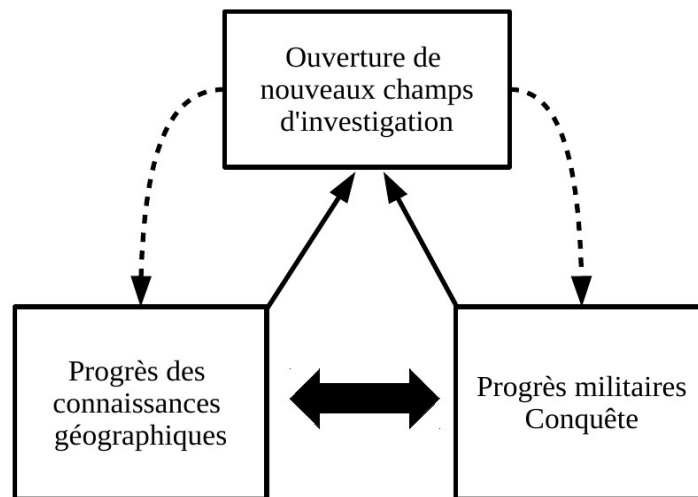 Ouverture de
nouveaux champs
d'investigation
Progrès des
connaissances
géographiques
Progrès militaires
Conquête